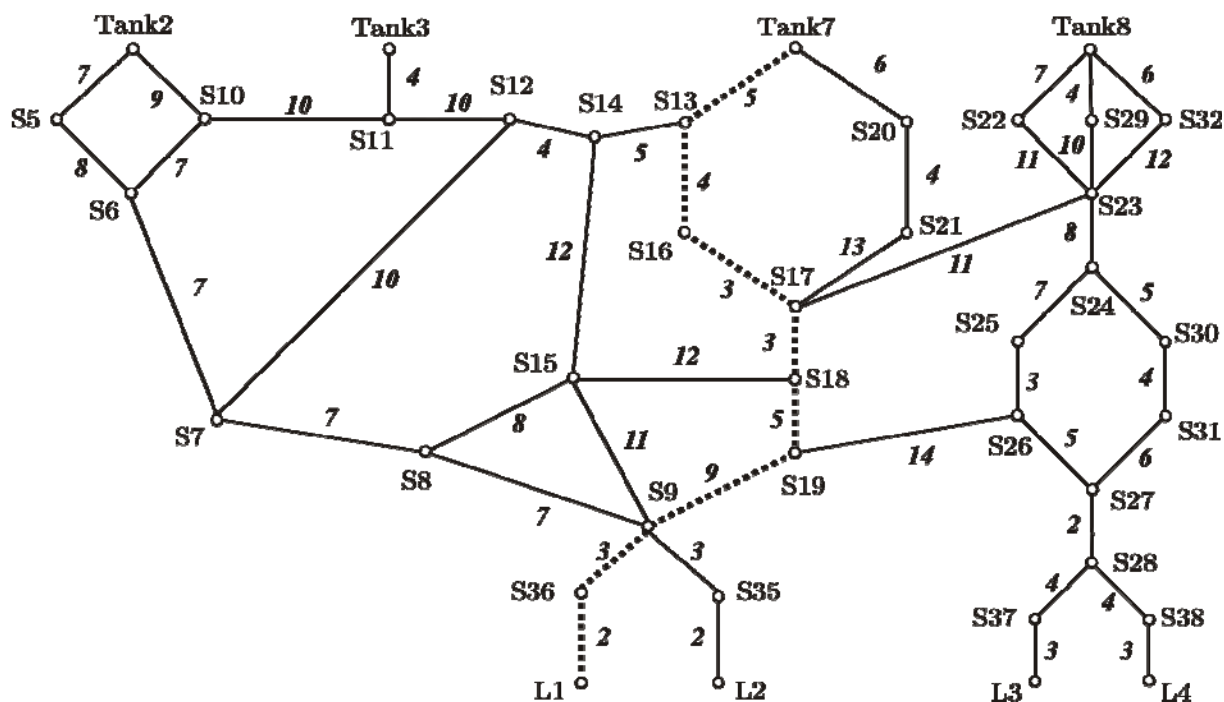 Tank2 Tank3 Tank7 Tank8
7 9 4 5 6 7 4 6
S5 S10 10 S11 10 S12 S14 S13 S20 S22 S29 S32
8 7 4 5 4 4 11 10 12
S6 S16 S21 S23
7 10 12 3 S17 13 11 8
S24
7 5
S25 S30
S15 12 3 S18 3 4
S7 7 8 11 5 14 S26 S31
S8 S9 9 S19 5 6
7 S27
3 3 2
S36 S35 S28
4 4
2 2 S37 S38
3 3
L1 L2 L3 L4